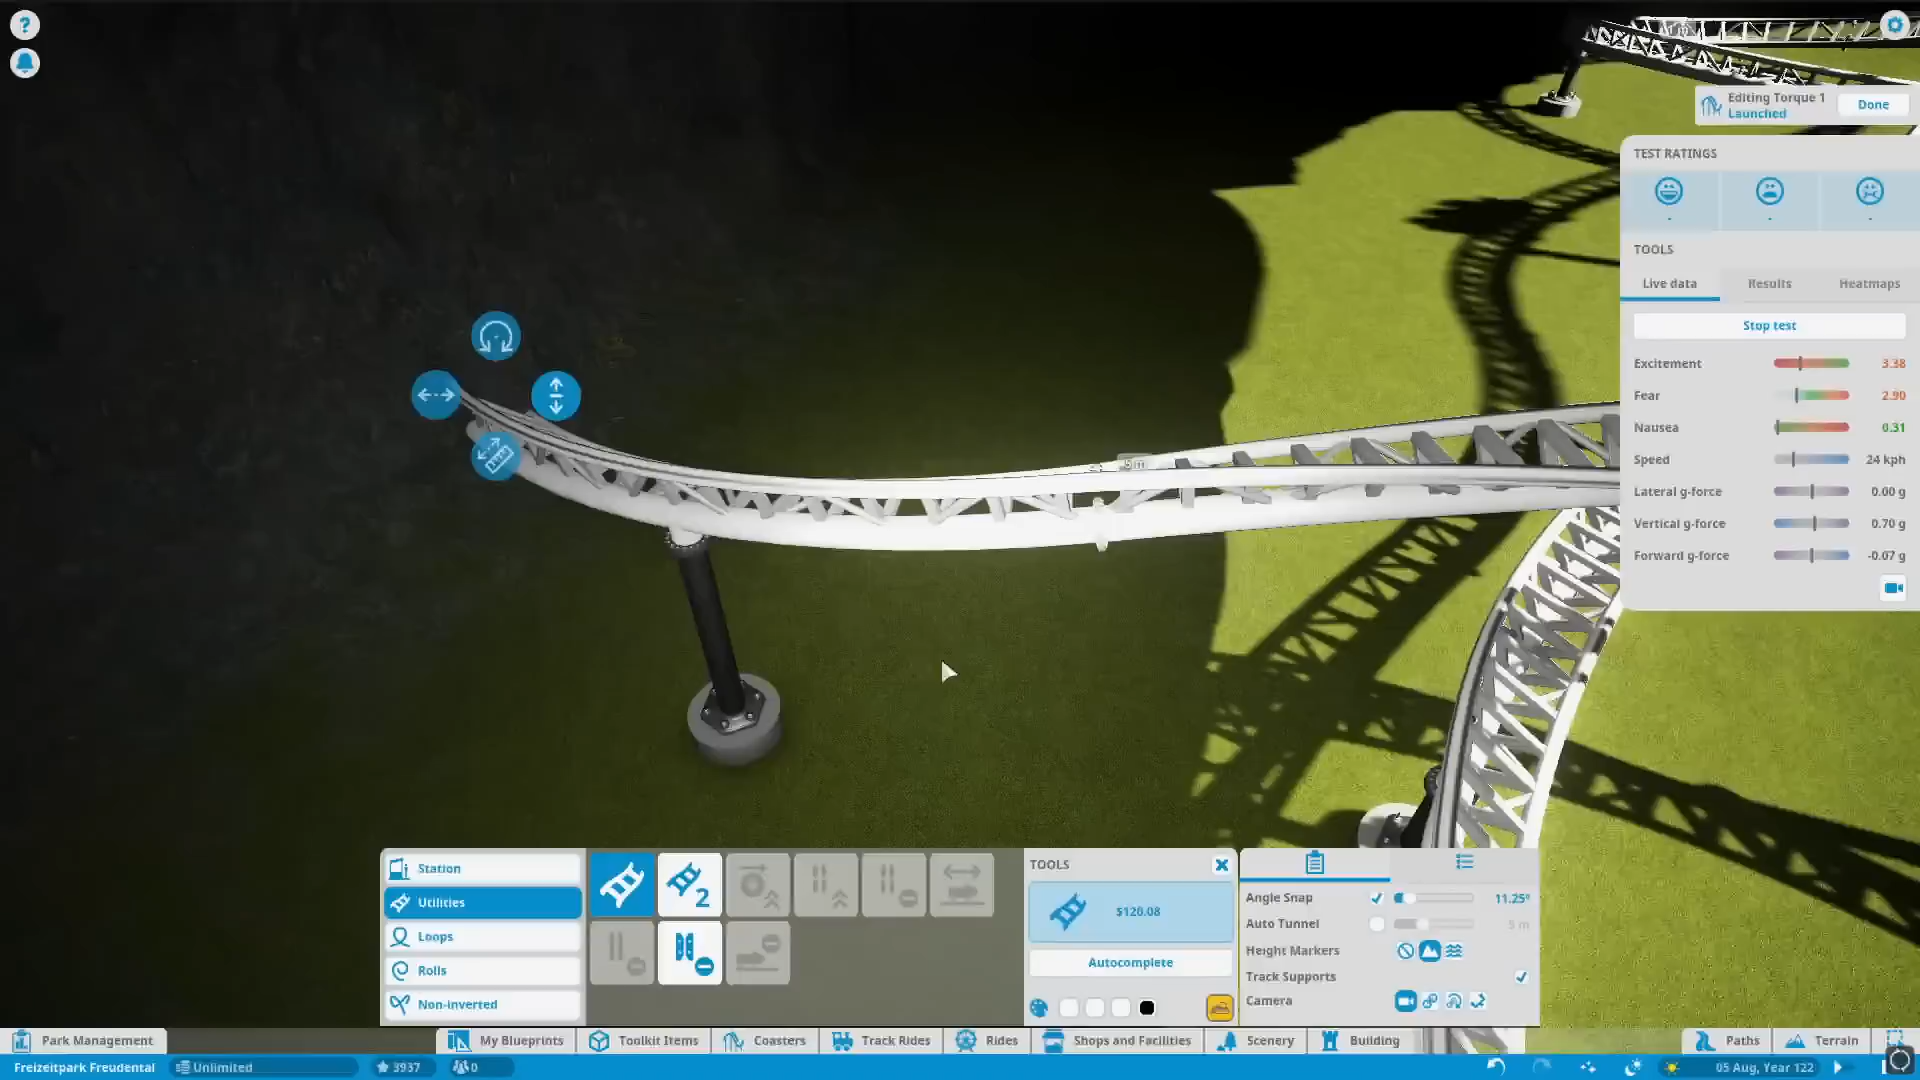 ?
Editing Torque 1
Launched
Done
TEST RATINGS
-
-
-
TOOLS
Live data
Results
Heatmaps
Stop test
Excitement
3.38
Fear
2.90
Nausea
0.31
Speed
24 kph
Lateral g-force
0.00 g
Vertical g-force
0.70 g
Forward g-force
-0.07 g
5 m
Station
Utilities
Loops
Rolls
Non-inverted
2
TOOLS
$120.08
Autocomplete
Angle Snap
11.25°
Auto Tunnel
5 m
Height Markers
Track Supports
Camera
Park Management
My Blueprints
Toolkit Items
Coasters
Track Rides
Rides
Shops and Facilities
Scenery
Building
Paths
Terrain
Freizeitpark Freudental
Unlimited
3937
0
05 Aug, Year 122